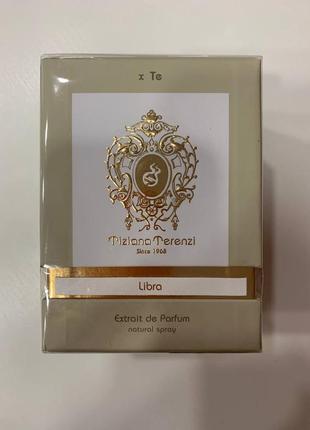 x Te
Tiziana Terenzi
Since 1968
Libra
Extrait de Parfum
natural spray